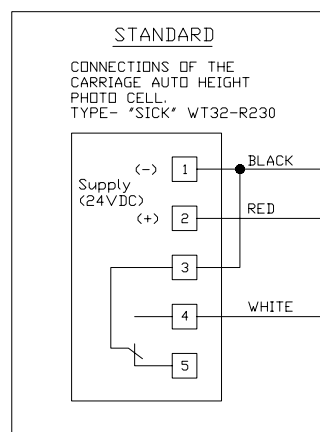 STANDARD
CONNECTIONS OF THE
CARRIAGE AUTO HEIGHT
PHOTO CELL.
TYPE- "SICK" WT32-R230
(-) 1 BLACK
Supply
(24VDC)
(+) 2 RED
3
4 WHITE
5